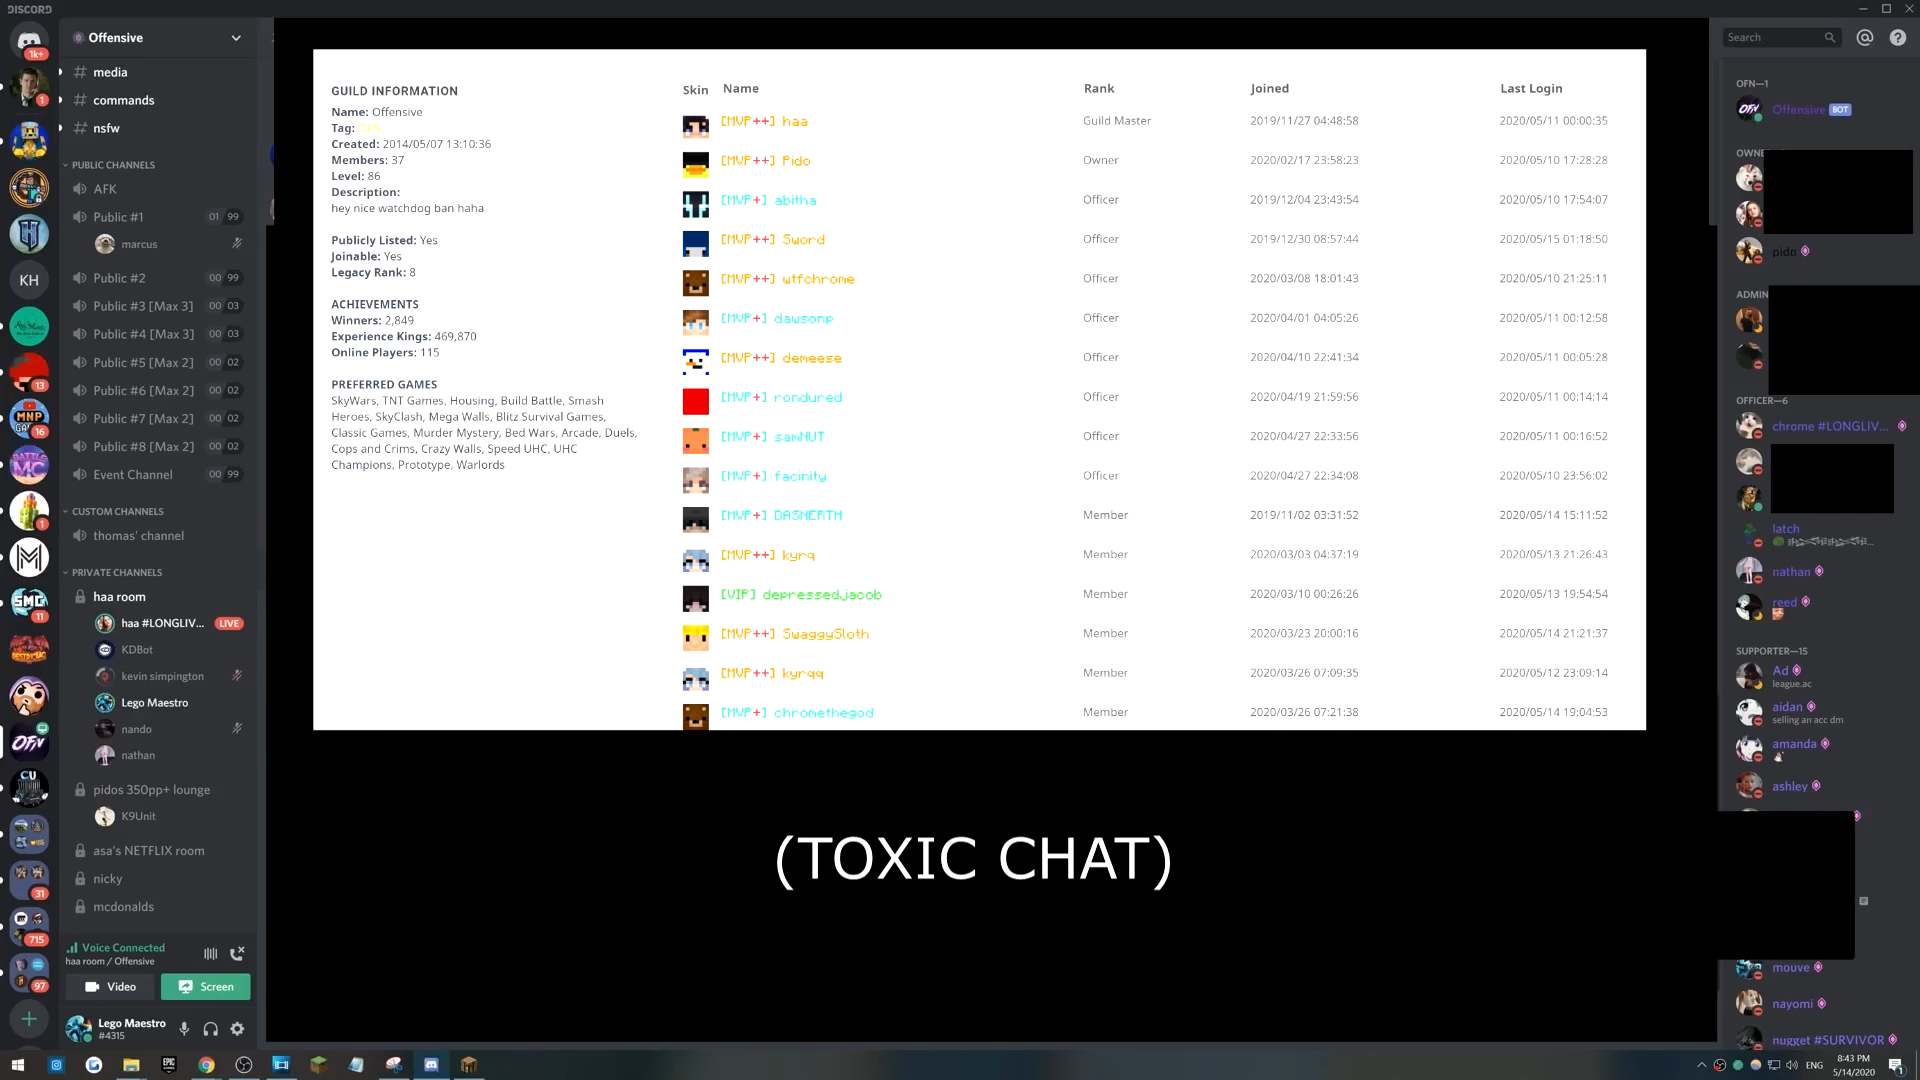 DISCORD
1k+
1
KH
13
MNP
16
BATTLE
MC
1
SMG
11
OFN
CU
31
715
97
Offensive
# media
# commands
# nsfw
PUBLIC CHANNELS
AFK
Public #1 01 99
marcus
Public #2 00 99
Public #3 [Max 3] 00 03
Public #4 [Max 3] 00 03
Public #5 [Max 2] 00 02
Public #6 [Max 2] 00 02
Public #7 [Max 2] 00 02
Public #8 [Max 2] 00 02
Event Channel 00 99
CUSTOM CHANNELS
thomas' channel
PRIVATE CHANNELS
haa room
haa #LONGLIV... LIVE
KDBot
kevin simpington
Lego Maestro
nando
nathan
pidos 350pp+ lounge
K9Unit
asa's NETFLIX room
nicky
mcdonalds
Voice Connected
haa room / Offensive
Video Screen
Lego Maestro
#4315
GUILD INFORMATION
Name: Offensive
Tag: OFN
Created: 2014/05/07 13:10:36
Members: 37
Level: 86
Description:
hey nice watchdog ban haha
Publicly Listed: Yes
Joinable: Yes
Legacy Rank: 8
ACHIEVEMENTS
Winners: 2,849
Experience Kings: 469,870
Online Players: 115
PREFERRED GAMES
SkyWars, TNT Games, Housing, Build Battle, Smash
Heroes, SkyClash, Mega Walls, Blitz Survival Games,
Classic Games, Murder Mystery, Bed Wars, Arcade, Duels,
Cops and Crims, Crazy Walls, Speed UHC, UHC
Champions, Prototype, Warlords
Skin Name Rank Joined Last Login
[MVP++] haa Guild Master 2019/11/27 04:48:58 2020/05/11 00:00:35
[MVP++] Pido Owner 2020/02/17 23:58:23 2020/05/10 17:28:28
[MVP+] abitha Officer 2019/12/04 23:43:54 2020/05/10 17:54:07
[MVP++] Sword Officer 2019/12/30 08:57:44 2020/05/15 01:18:50
[MVP++] wtfchrome Officer 2020/03/08 18:01:43 2020/05/10 21:25:11
[MVP+] dawsonp Officer 2020/04/01 04:05:26 2020/05/11 00:12:58
[MVP++] demeese Officer 2020/04/10 22:41:34 2020/05/11 00:05:28
[MVP+] rondured Officer 2020/04/19 21:59:56 2020/05/11 00:14:14
[MVP+] samNUT Officer 2020/04/27 22:33:56 2020/05/11 00:16:52
[MVP+] facinity Officer 2020/04/27 22:34:08 2020/05/10 23:56:02
[MVP+] DASNERTH Member 2019/11/02 03:31:52 2020/05/14 15:11:52
[MVP++] kyrq Member 2020/03/03 04:37:19 2020/05/13 21:26:43
[VIP] depressedjacob Member 2020/03/10 00:26:26 2020/05/13 19:54:54
[MVP++] SwaggySloth Member 2020/03/23 20:00:16 2020/05/14 21:21:37
[MVP++] kyrqq Member 2020/03/26 07:09:35 2020/05/12 23:09:14
[MVP+] chromethegod Member 2020/03/26 07:21:38 2020/05/14 19:04:53
(TOXIC CHAT)
Search
OFN—1
Offensive BOT
OWNE
pido
ADMIN
OFFICER—6
chrome #LONGLIV...
latch
nathan
reed
SUPPORTER—15
Ad
league.ac
aidan
selling an acc dm
amanda
ashley
mouve
nayomi
nugget #SURVIVOR
EPIC
ENG
8:43 PM
5/14/2020
1